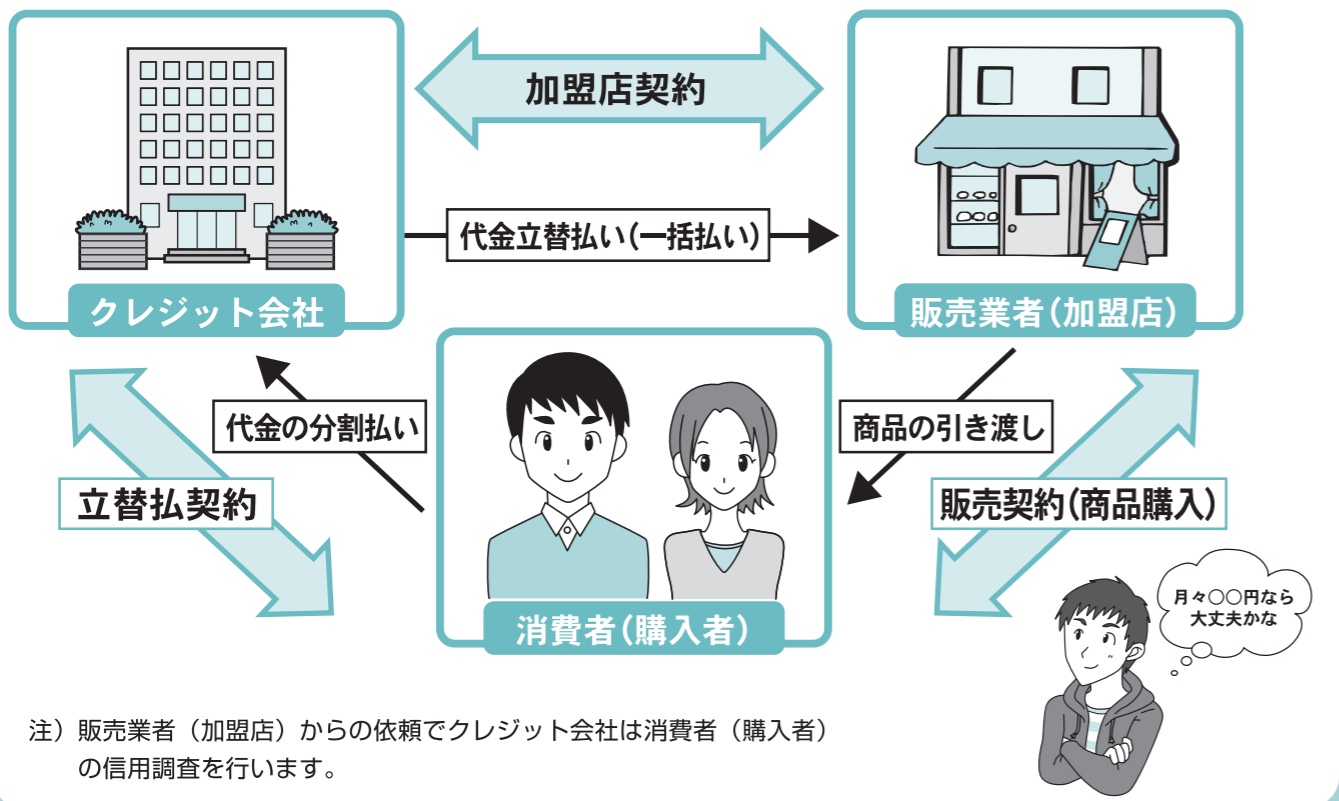 加盟店契約
代金立替払い(一括払い)
クレジット会社
販売業者(加盟店)
代金の分割払い
商品の引き渡し
立替払契約
販売契約(商品購入)
消費者(購入者)
月々○○円なら
大丈夫かな
注)販売業者(加盟店)からの依頼でクレジット会社は消費者(購入者)
の信用調査を行います。